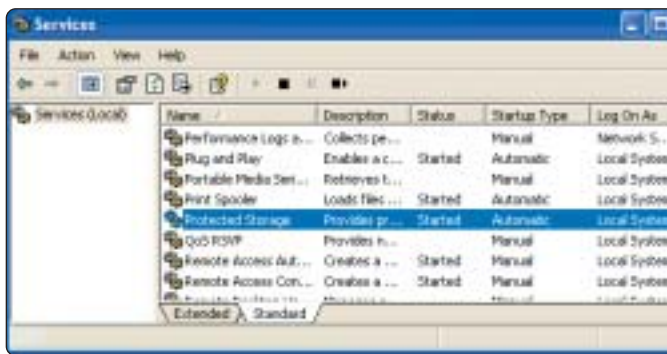 Services
File Action View Help
Services (Local)
Name Description Status Startup Type Log On As
Performance Logs a... Collects pe... Manual Network S...
Plug and Play Enables a c... Started Automatic Local System
Portable Media Seri... Retrieves t... Manual Local System
Print Spooler Loads files ... Started Automatic Local System
Protected Storage Provides pr... Started Automatic Local System
QoS RSVP Provides n... Manual Local System
Remote Access Aut... Creates a ... Started Manual Local System
Remote Access Con... Creates a ... Started Manual Local System
Extended Standard